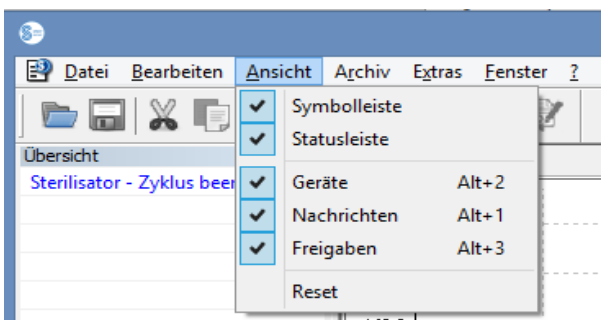 Datei Bearbeiten Ansicht Archiv Extras Fenster ?
Symbolleiste
Statusleiste
Übersicht
Sterilisator - Zyklus
Geräte Alt+2
Nachrichten Alt+1
Freigaben Alt+3
Reset